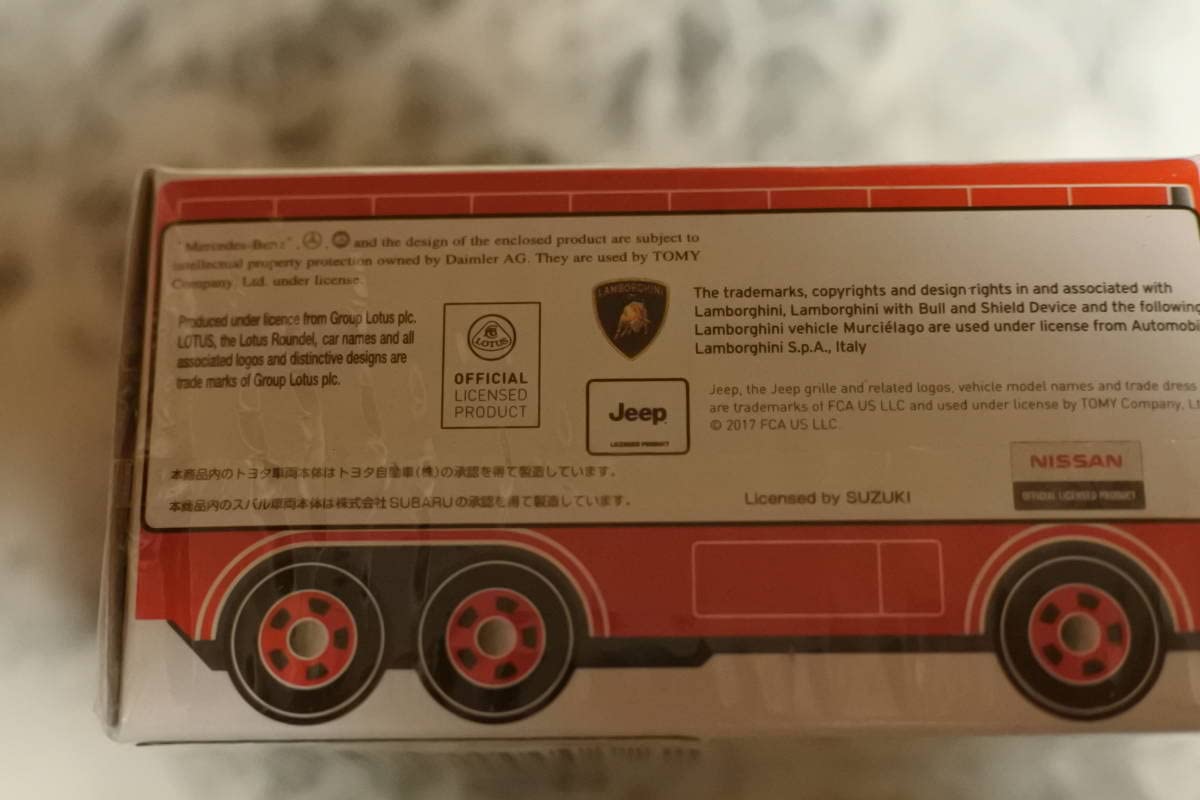 "Mercedes-Benz", and the design of the enclosed product are subject to
intellectual property protection owned by Daimler AG. They are used by TOMY
Company, Ltd. under license.
Produced under licence from Group Lotus plc.
LOTUS, the Lotus Roundel, car names and all
associated logos and distinctive designs are
trade marks of Group Lotus plc.
LOTUS
OFFICIAL
LICENSED
PRODUCT
LAMBORGHINI
The trademarks, copyrights and design rights in and associated with
Lamborghini, Lamborghini with Bull and Shield Device and the following
Lamborghini vehicle Murciélago are used under license from Automobi
Lamborghini S.p.A., Italy
Jeep
LICENSED PRODUCT
Jeep, the Jeep grille and related logos, vehicle model names and trade dress
are trademarks of FCA US LLC and used under license by TOMY Company, Lt
© 2017 FCA US LLC.
本商品内のトヨタ車両本体はトヨタ自動車(株)の承認を得て製造しています。
本商品内のスバル車両本体は株式会社SUBARUの承認を得て製造しています。
Licensed by SUZUKI
NISSAN
OFFICIAL LICENSED PRODUCT